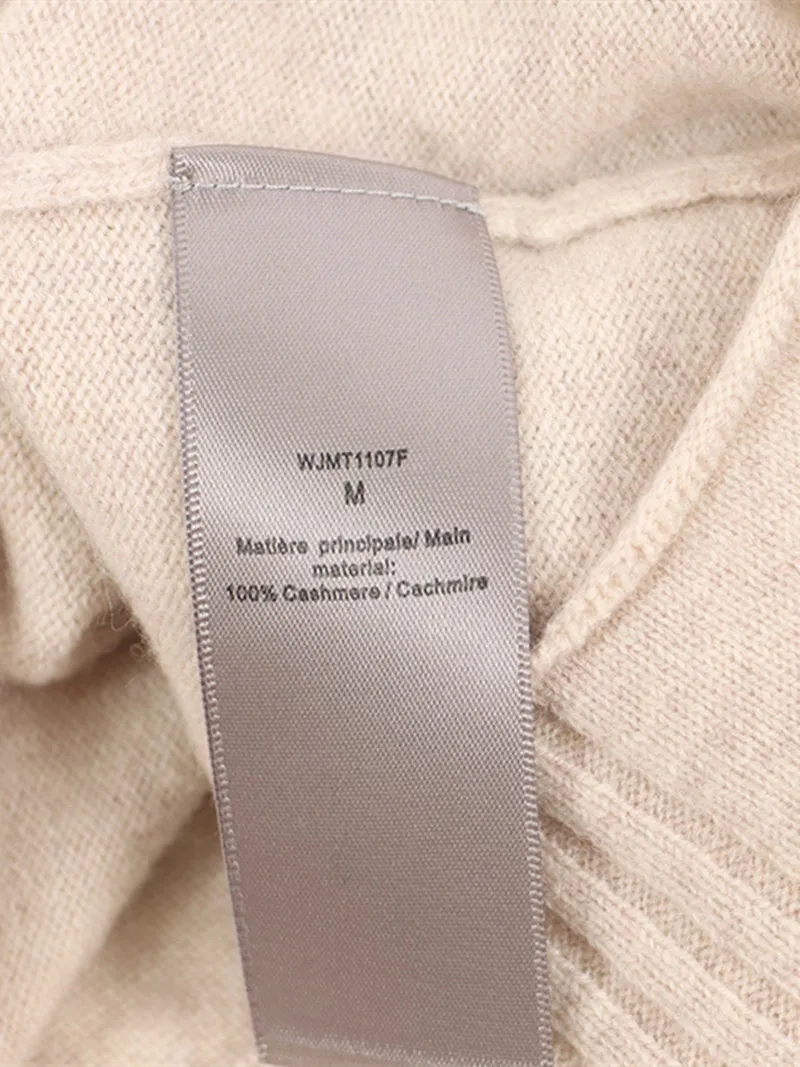 WJMT1107F
M
Matière principale/ Main
material:
100% Cashmere / Cachmire